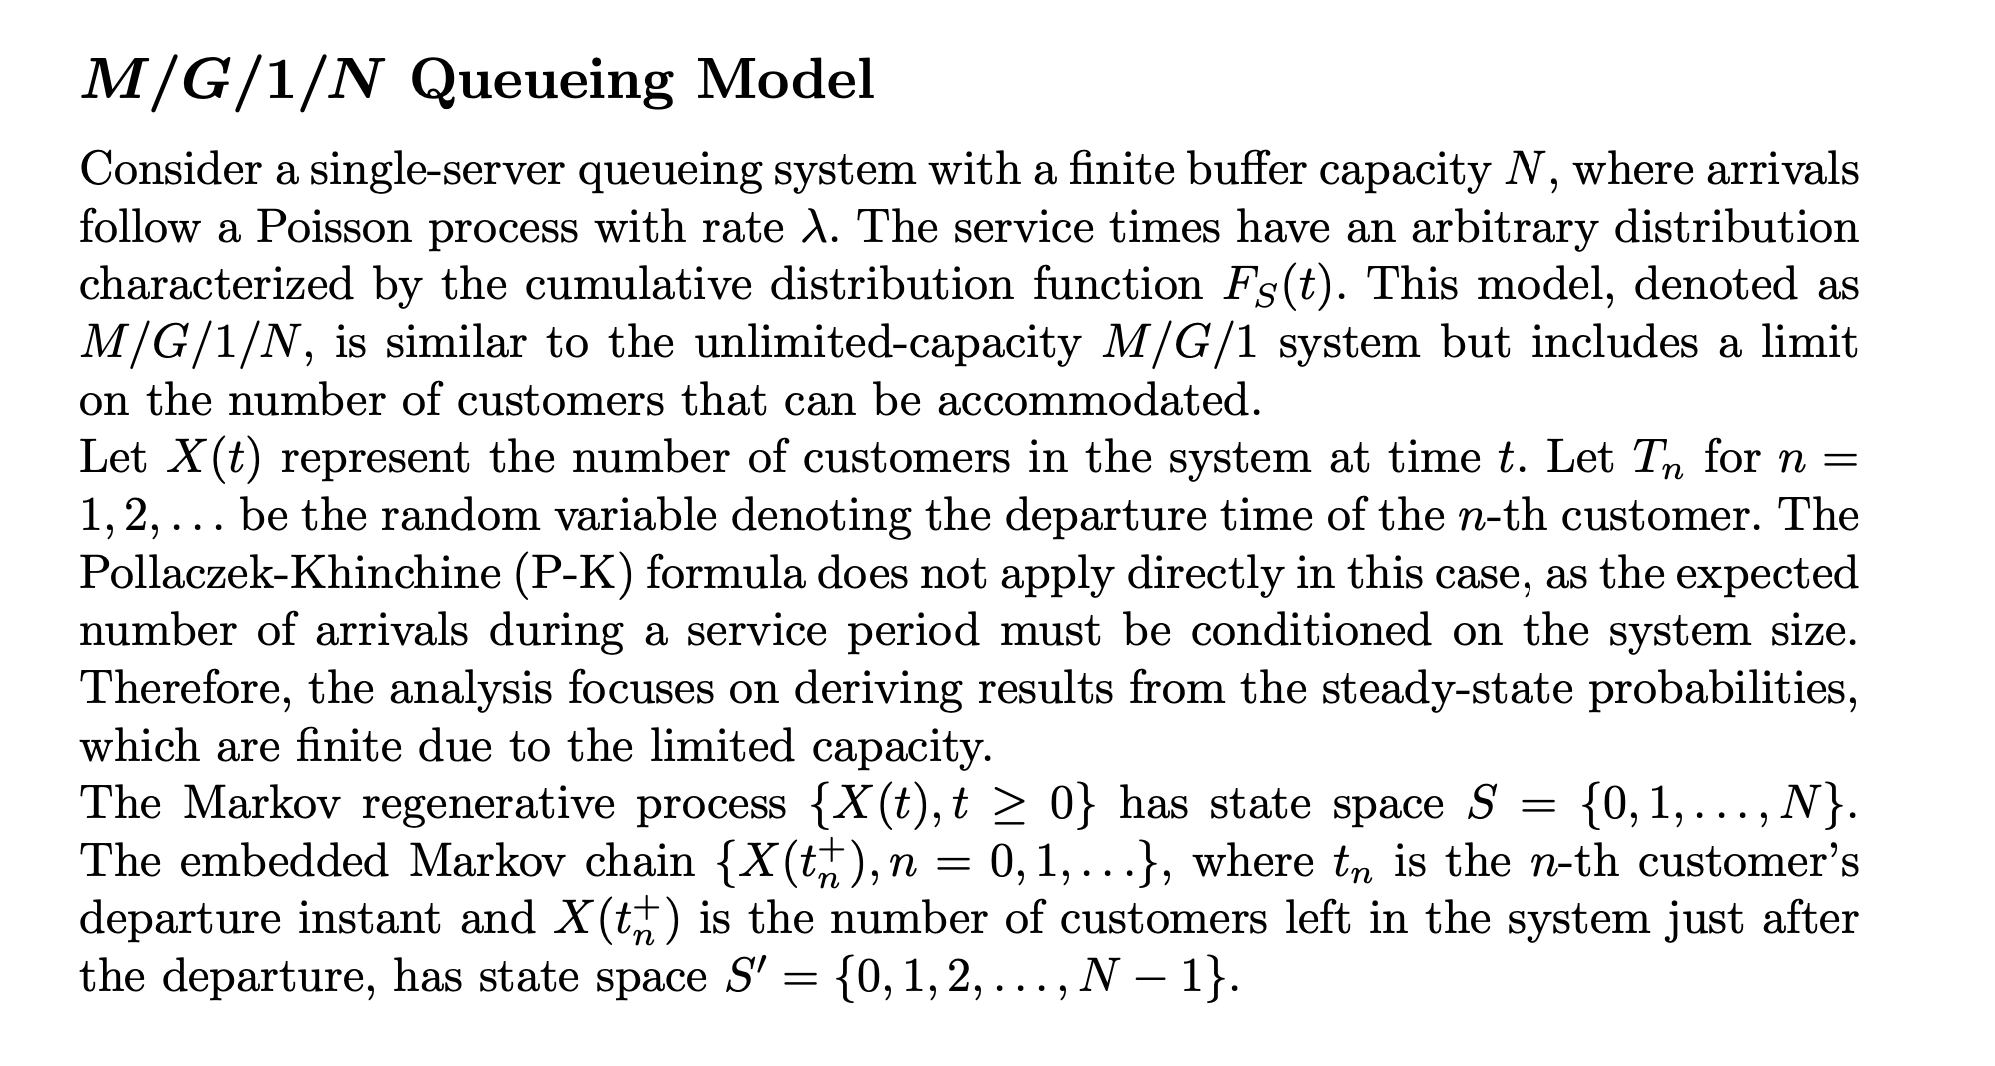 M/G/1/N Queueing Model
Consider a single-server queueing system with a finite buffer capacity N, where arrivals
follow a Poisson process with rate λ. The service times have an arbitrary distribution
characterized by the cumulative distribution function F_S(t). This model, denoted as
M/G/1/N, is similar to the unlimited-capacity M/G/1 system but includes a limit
on the number of customers that can be accommodated.
Let X(t) represent the number of customers in the system at time t. Let T_n for n =
1, 2, . . . be the random variable denoting the departure time of the n-th customer. The
Pollaczek-Khinchine (P-K) formula does not apply directly in this case, as the expected
number of arrivals during a service period must be conditioned on the system size.
Therefore, the analysis focuses on deriving results from the steady-state probabilities,
which are finite due to the limited capacity.
The Markov regenerative process {X(t), t ≥ 0} has state space S = {0, 1, . . . , N}.
The embedded Markov chain {X(t_n^+), n = 0, 1, . . .}, where t_n is the n-th customer's
departure instant and X(t_n^+) is the number of customers left in the system just after
the departure, has state space S′ = {0, 1, 2, . . . , N − 1}.